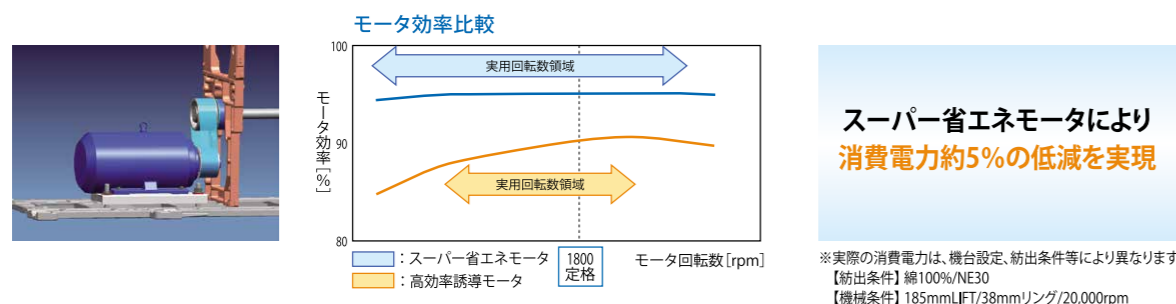 モータ効率比較
100
90
80
モータ効率[%]
実用回転数領域
実用回転数領域
:スーパー省エネモータ
:高効率誘導モータ
1800
定格
モータ回転数[rpm]
スーパー省エネモータにより
消費電力約5%の低減を実現
※実際の消費電力は、機台設定、紡出条件等により異なります
【紡出条件】綿100%/NE30
【機械条件】185mmLIFT/38mmリング/20,000rpm